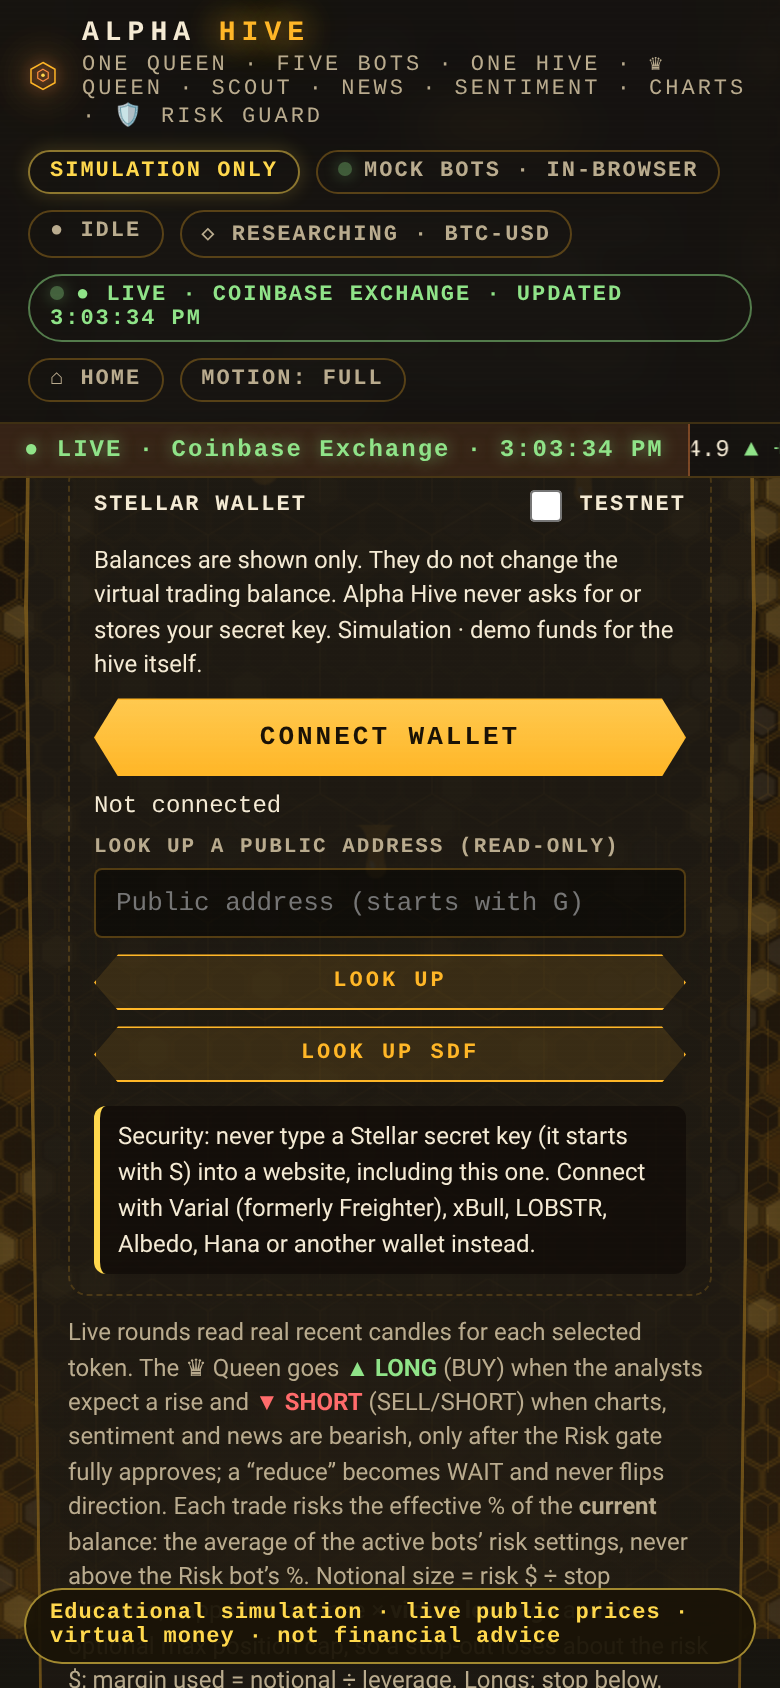 ALPHA HIVE
ONE QUEEN · FIVE BOTS · ONE HIVE · ♛
QUEEN · SCOUT · NEWS · SENTIMENT · CHARTS
· 🛡️ RISK GUARD
SIMULATION ONLY
MOCK BOTS · IN-BROWSER
● IDLE
◇ RESEARCHING · BTC-USD
● LIVE · COINBASE EXCHANGE · UPDATED
3:03:34 PM
⌂ HOME
MOTION: FULL
● LIVE · Coinbase Exchange · 3:03:34 PM
4.9 ▲
STELLAR WALLET
TESTNET
Balances are shown only. They do not change the
virtual trading balance. Alpha Hive never asks for or
stores your secret key. Simulation · demo funds for the
hive itself.
CONNECT WALLET
Not connected
LOOK UP A PUBLIC ADDRESS (READ-ONLY)
Public address (starts with G)
LOOK UP
LOOK UP SDF
Security: never type a Stellar secret key (it starts
with S) into a website, including this one. Connect
with Varial (formerly Freighter), xBull, LOBSTR,
Albedo, Hana or another wallet instead.
Live rounds read real recent candles for each selected
token. The ♛ Queen goes ▲ LONG (BUY) when the analysts
expect a rise and ▼ SHORT (SELL/SHORT) when charts,
sentiment and news are bearish, only after the Risk gate
fully approves; a “reduce” becomes WAIT and never flips
direction. Each trade risks the effective % of the current
balance: the average of the active bots’ risk settings, never
above the Risk bot’s %. Notional size = risk $ ÷ stop
Educational simulation · live public prices ·
virtual money · not financial advice
$; margin used = notional ÷ leverage. Longs: stop below,